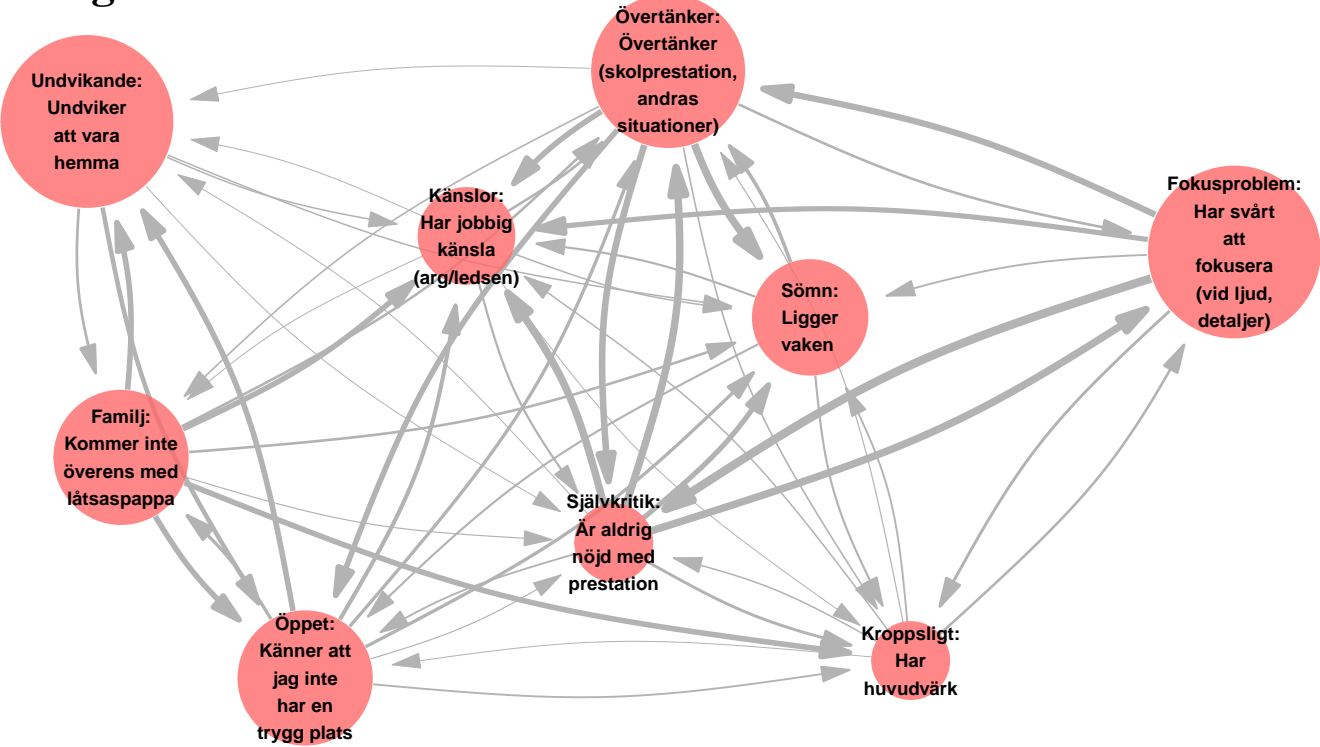 Övertänker:
Övertänker
(skolprestation,
andras
situationer)
Undvikande:
Undviker
att vara
hemma
Känslor:
Har jobbig
känsla
(arg/ledsen)
Fokusproblem:
Har svårt
att
fokusera
(vid ljud,
detaljer)
Sömn:
Ligger
vaken
Familj:
Kommer inte
överens med
låtsaspappa
Självkritik:
Är aldrig
nöjd med
prestation
Öppet:
Känner att
jag inte
har en
trygg plats
Kroppsligt:
Har
huvudvärk